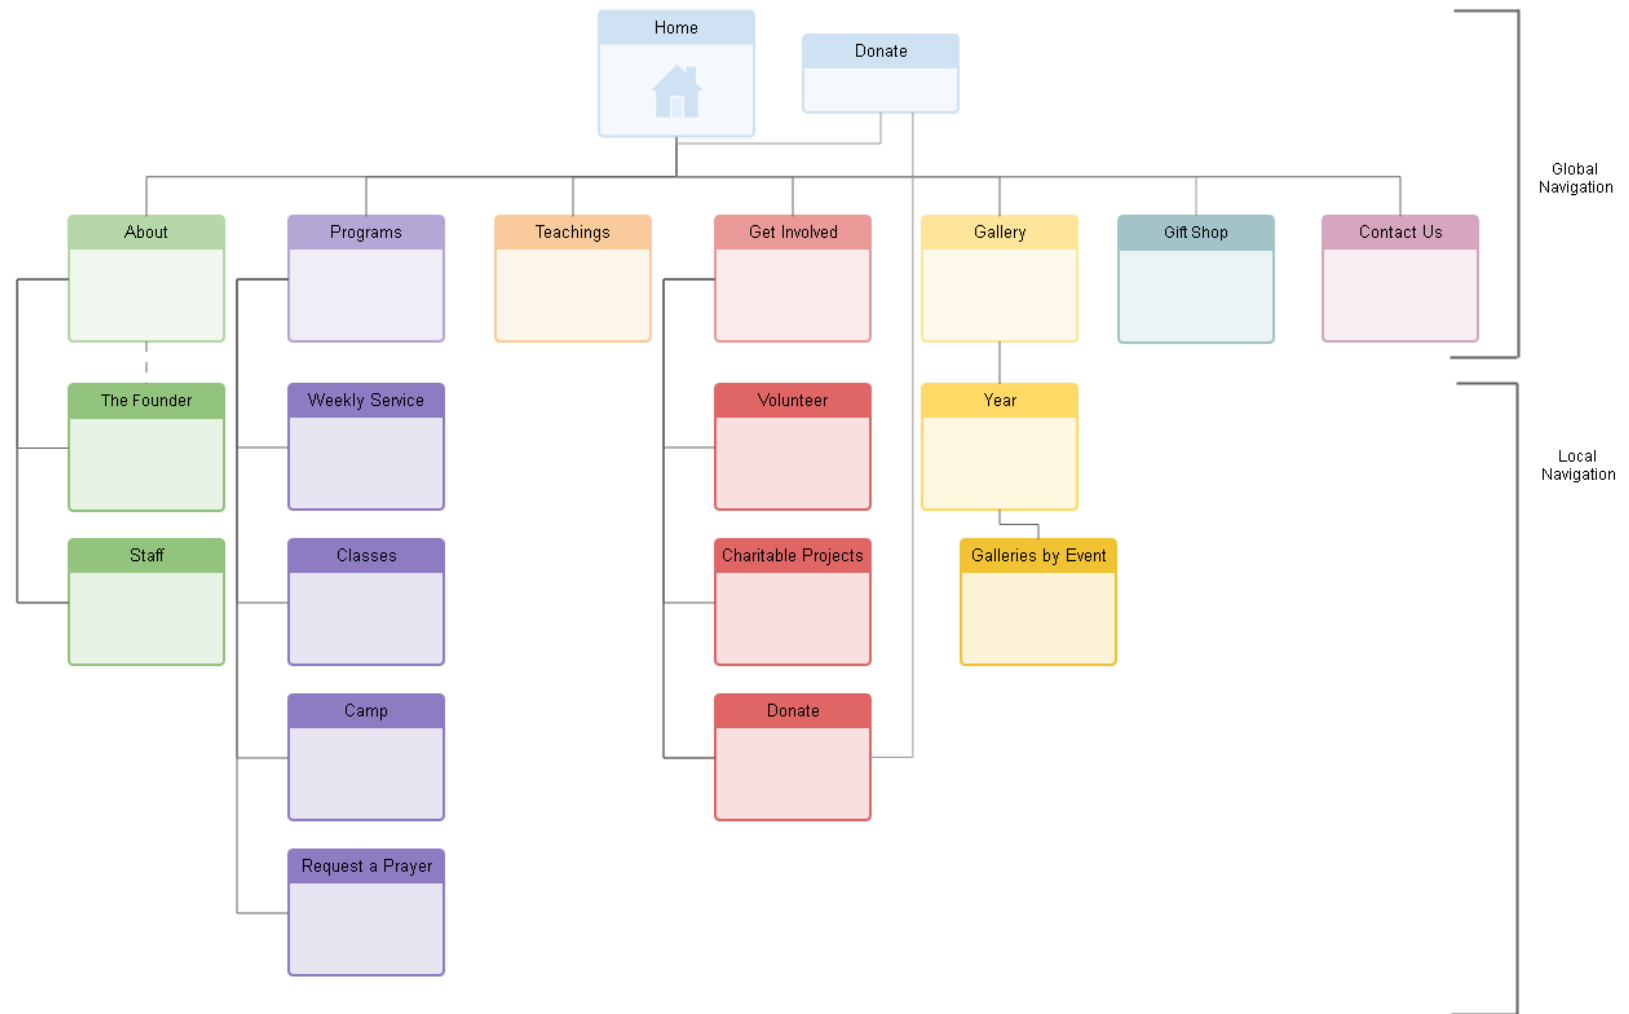 Home
Donate
Global
Navigation
About
Programs
Teachings
Get Involved
Gallery
Gift Shop
Contact Us
The Founder
Weekly Service
Volunteer
Year
Local
Navigation
Staff
Classes
Charitable Projects
Galleries by Event
Camp
Donate
Request a Prayer